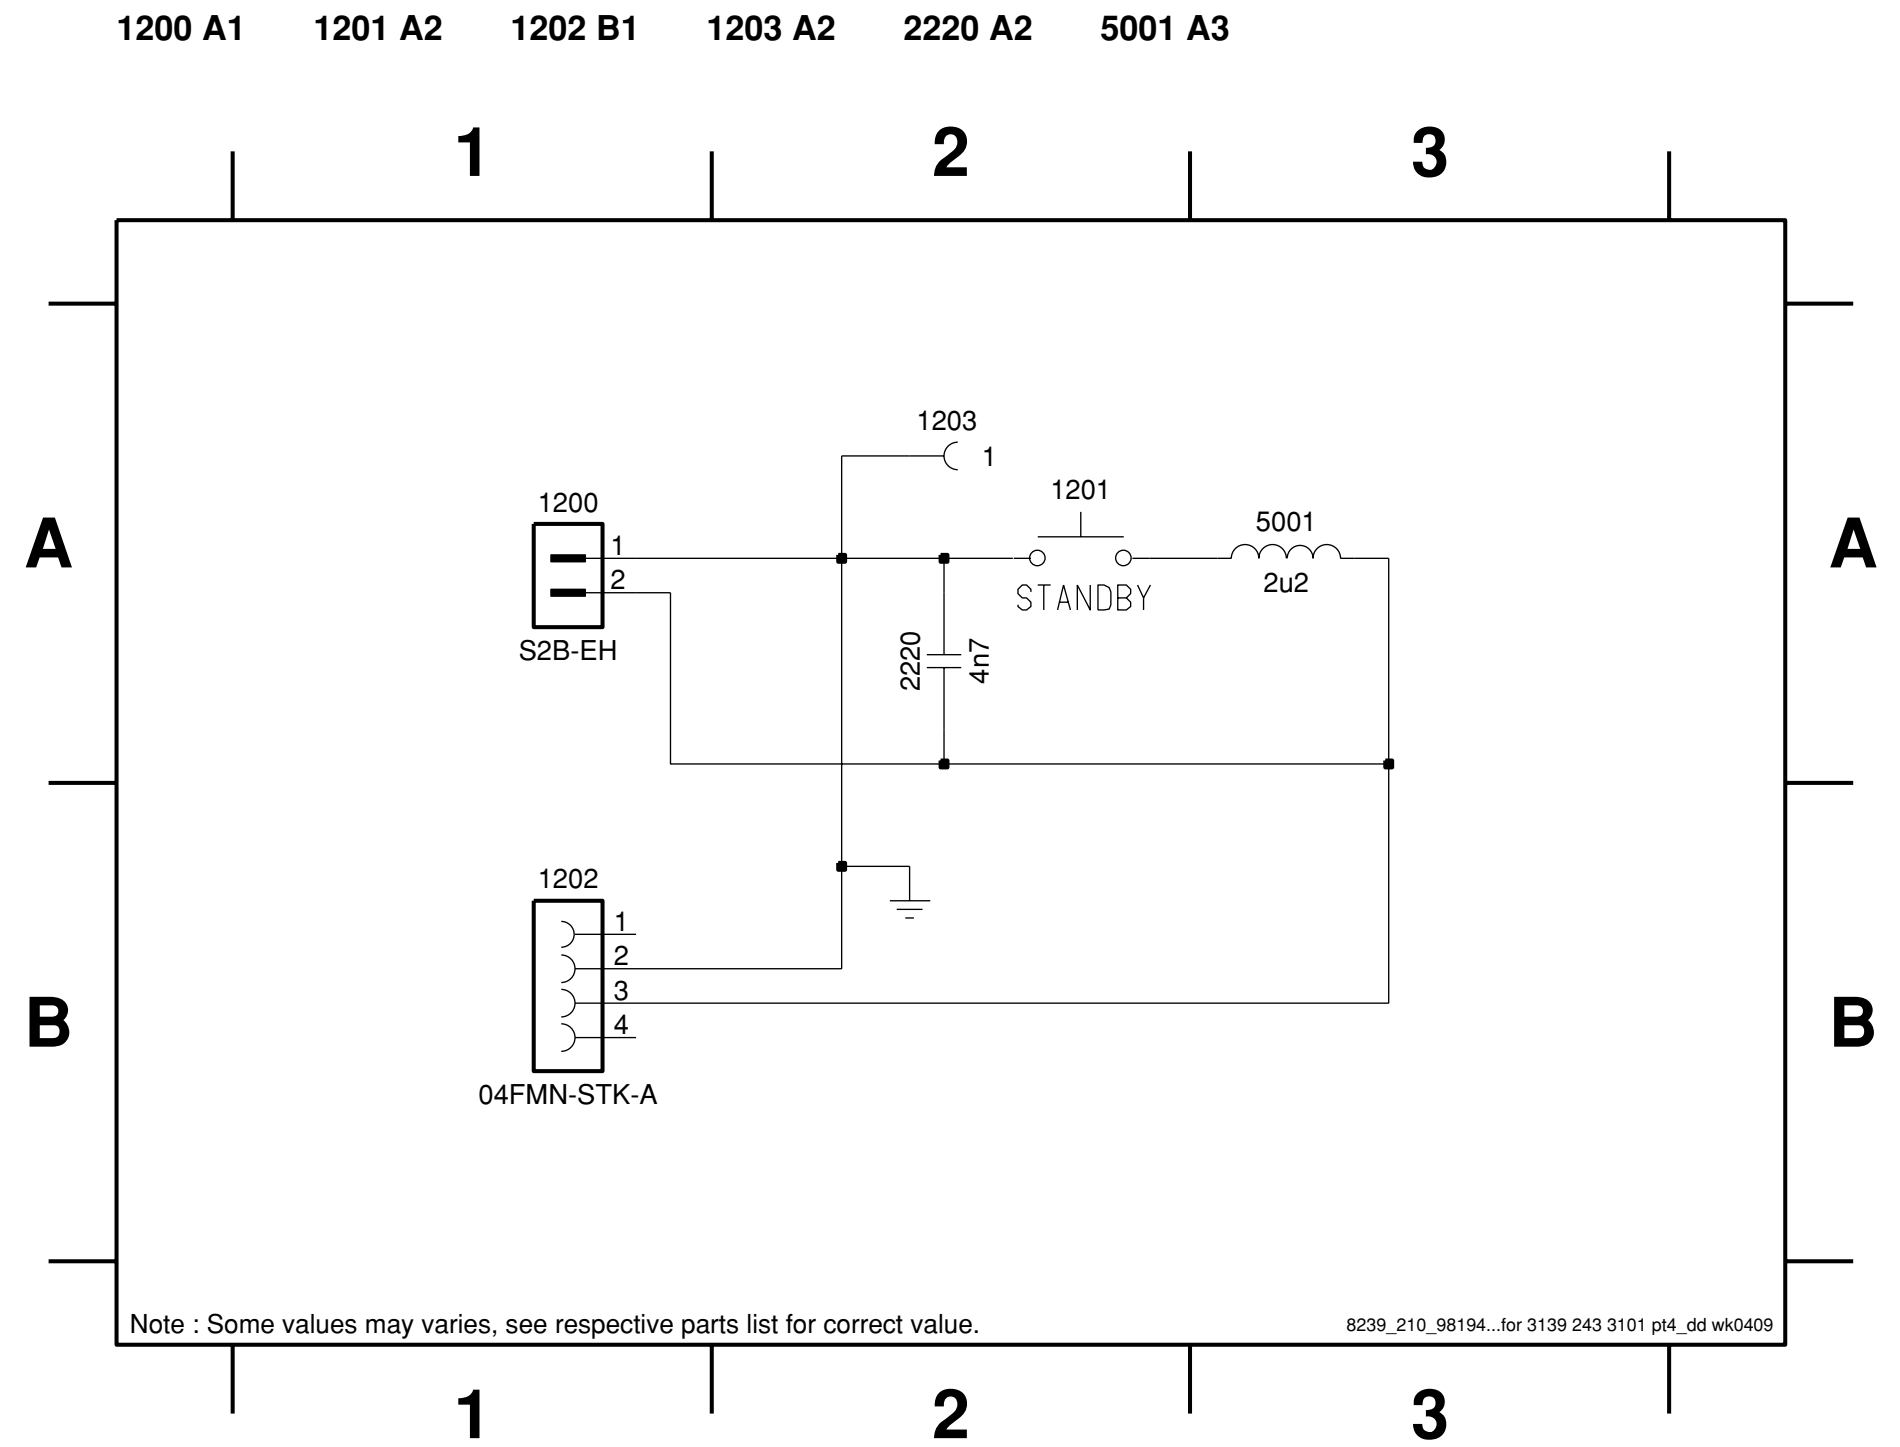 1200 A1 1201 A2 1202 B1 1203 A2 2220 A2 5001 A3
1 2 3
1203
1
1201
1200
5001
A
1
A
2
2u2
STANDBY
2220
4n7
S2B-EH
1202
1
2
3
B
B
4
04FMN-STK-A
Note : Some values may varies, see respective parts list for correct value.
8239_210_98194...for 3139 243 3101 pt4_dd wk0409
1 2 3